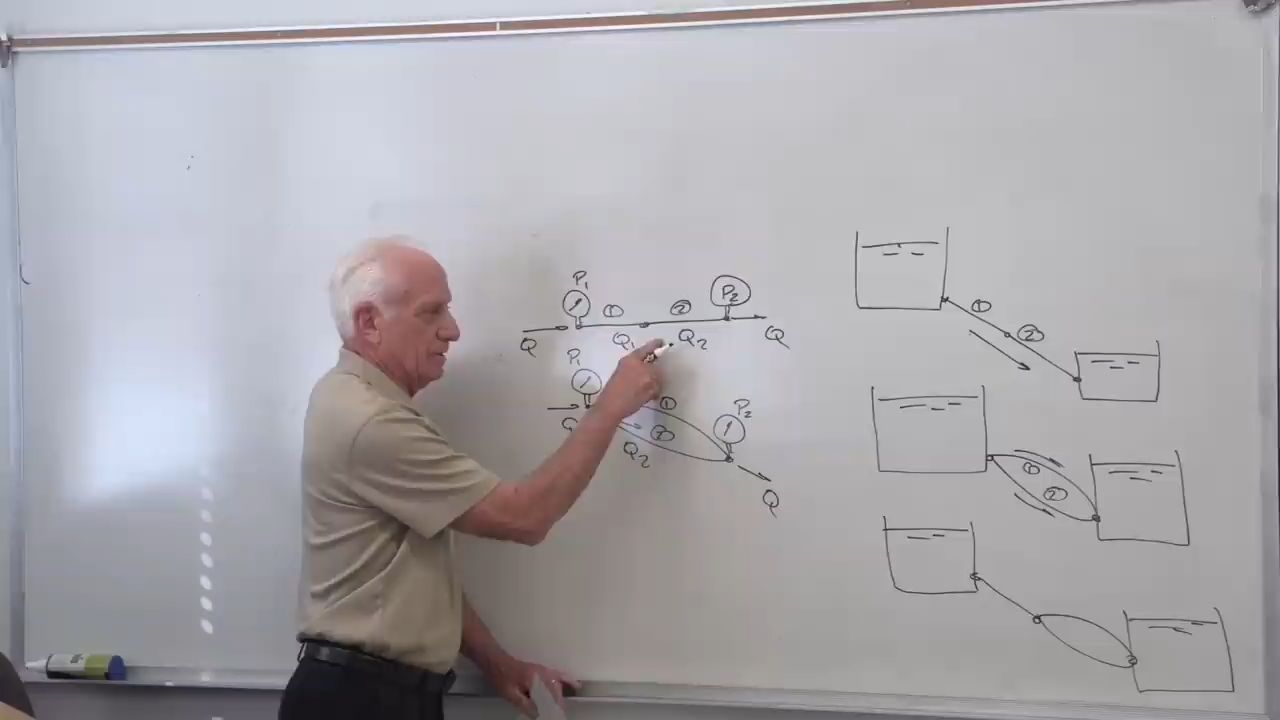 P₁
① ② P₂
Q Q₁ Q₂ Q
P₁
① P₂
Q ②
Q₂
Q
①
②
①
②